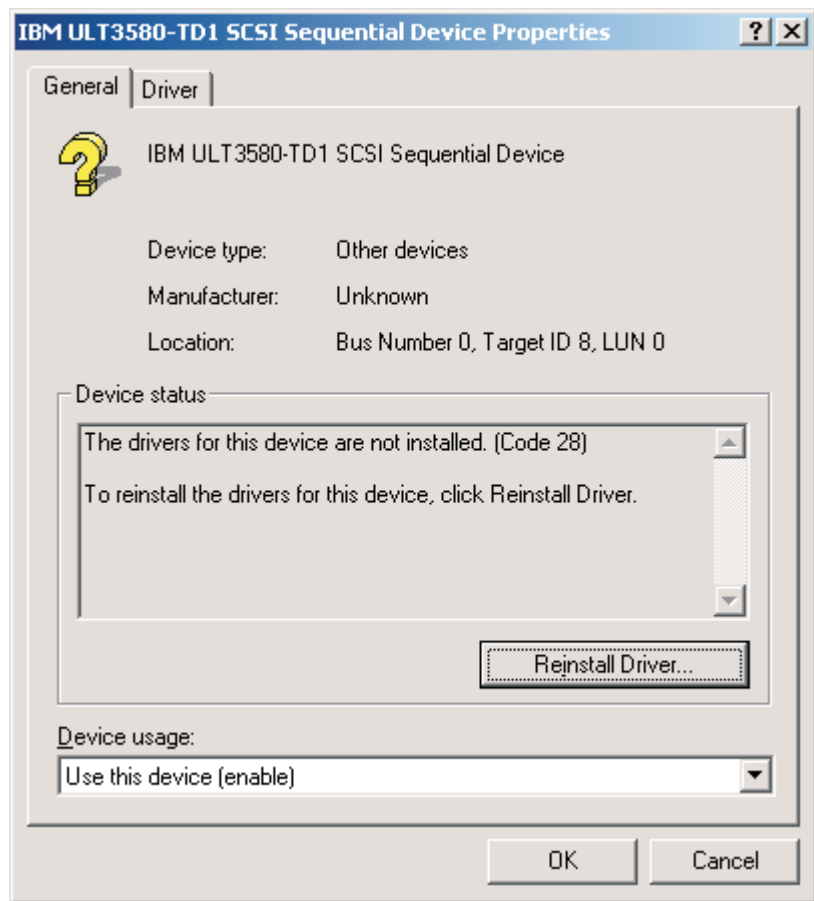 IBM ULT3580-TD1 SCSI Sequential Device Properties
General
Driver
IBM ULT3580-TD1 SCSI Sequential Device
Device type: Other devices
Manufacturer: Unknown
Location: Bus Number 0, Target ID 8, LUN 0
Device status
The drivers for this device are not installed. (Code 28)
To reinstall the drivers for this device, click Reinstall Driver.
Reinstall Driver...
Device usage:
Use this device (enable)
OK Cancel